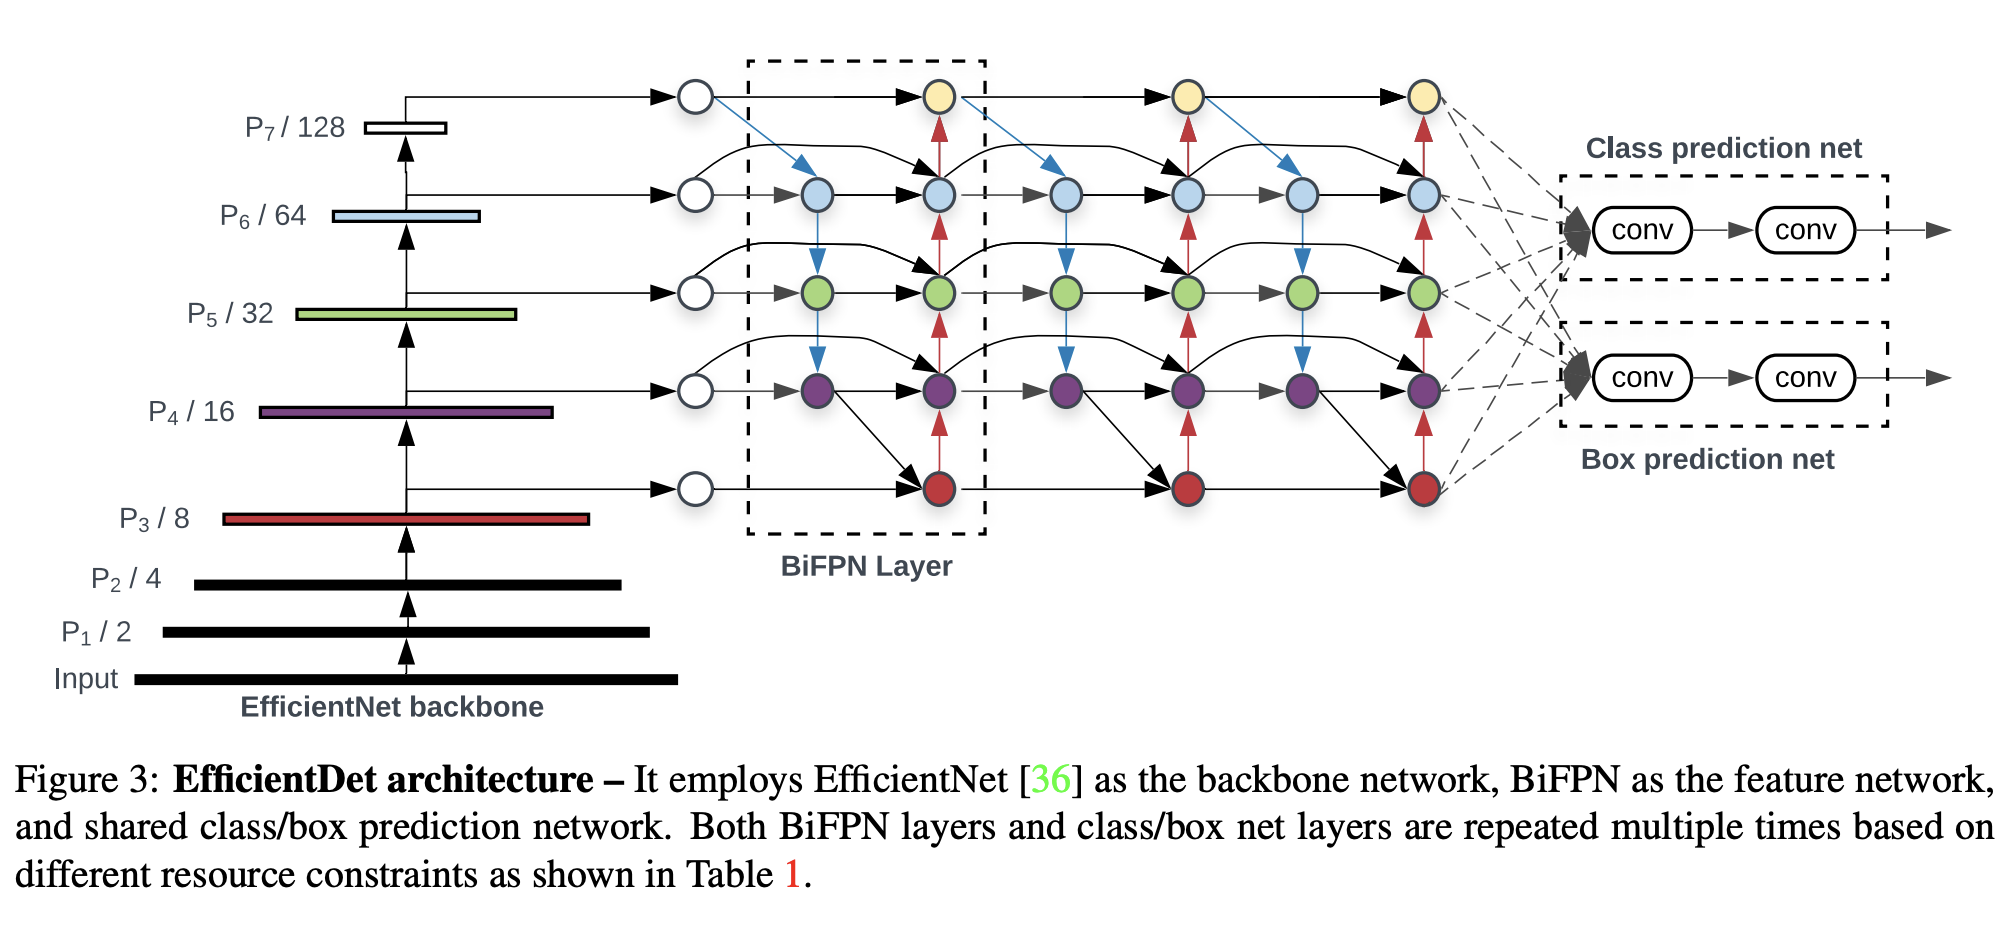 P7 / 128
P6 / 64
P5 / 32
P4 / 16
P3 / 8
P2 / 4
P1 / 2
Input
EfficientNet backbone
BiFPN Layer
Class prediction net
conv conv
conv conv
Box prediction net
Figure 3: EfficientDet architecture – It employs EfficientNet [36] as the backbone network, BiFPN as the feature network,
and shared class/box prediction network. Both BiFPN layers and class/box net layers are repeated multiple times based on
different resource constraints as shown in Table 1.